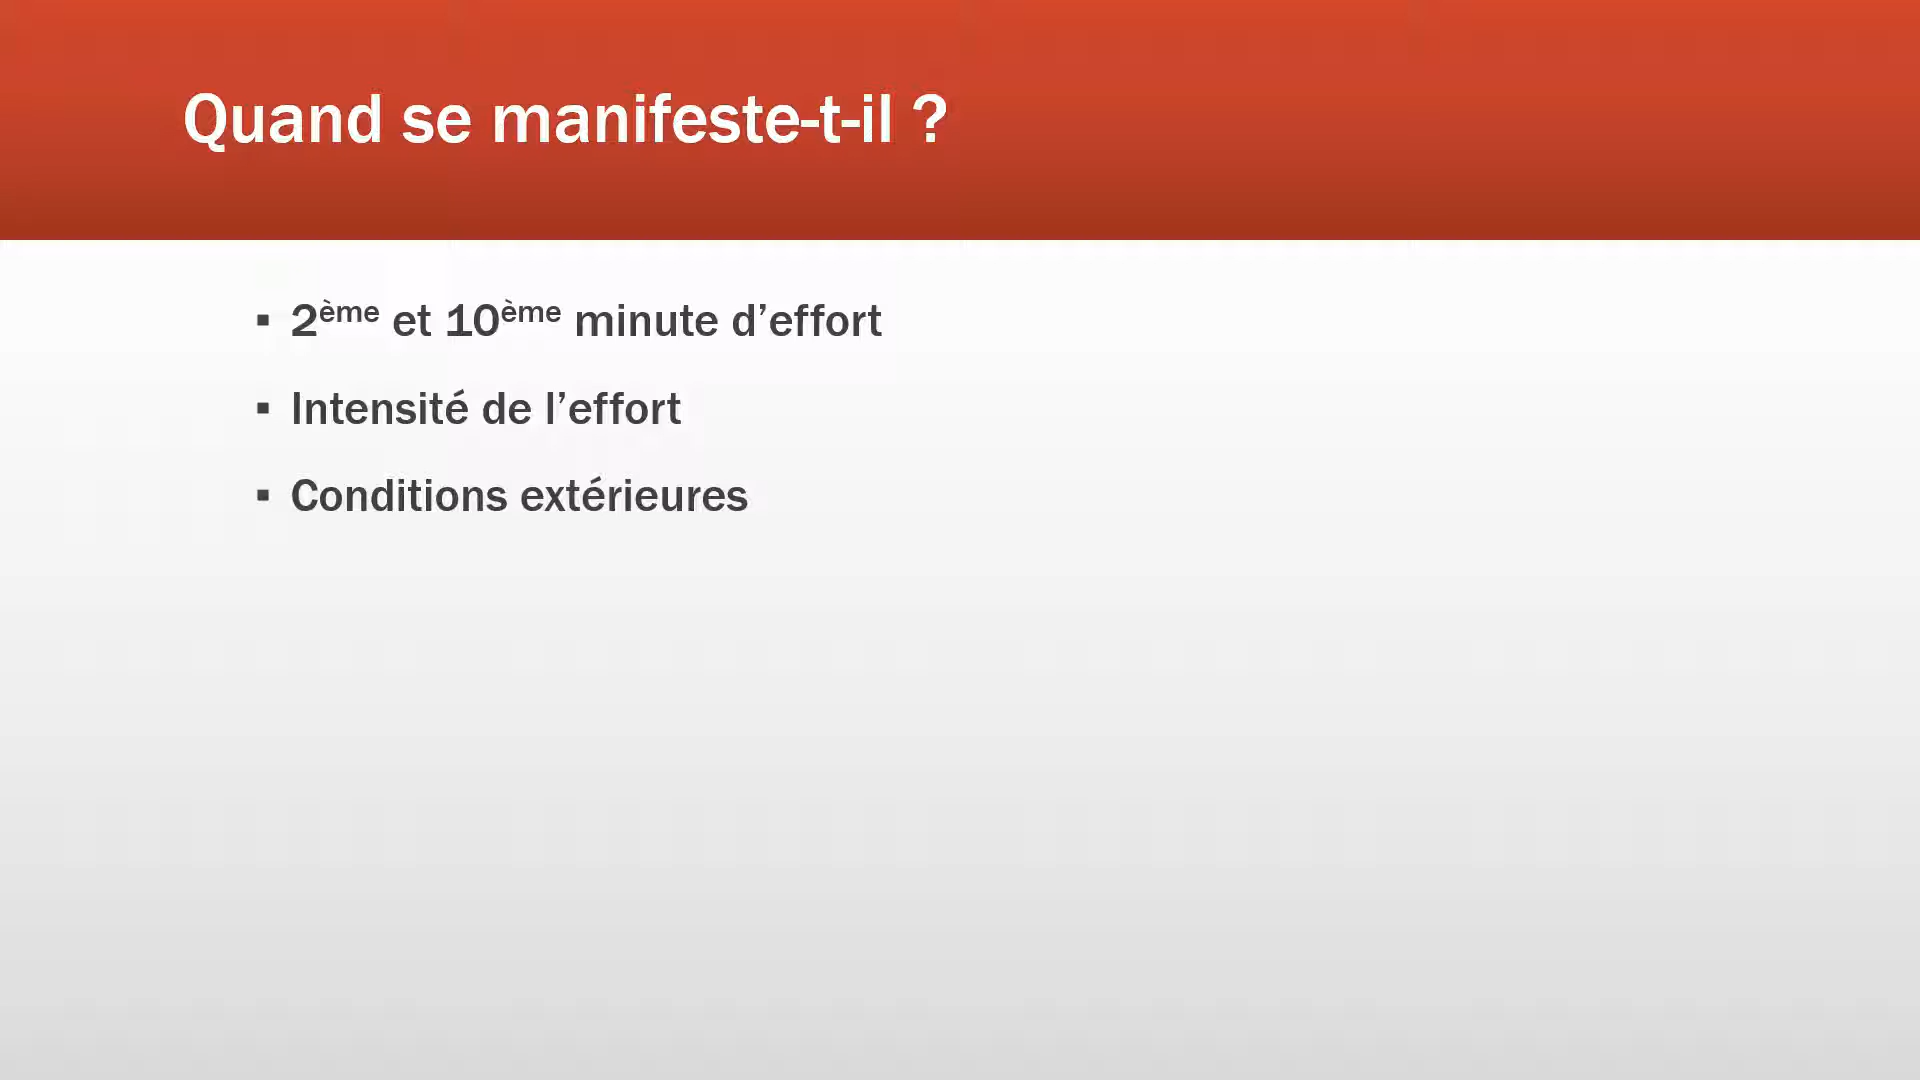 Quand se manifeste-t-il ?
▪ 2ème et 10ème minute d’effort
▪ Intensité de l’effort
▪ Conditions extérieures